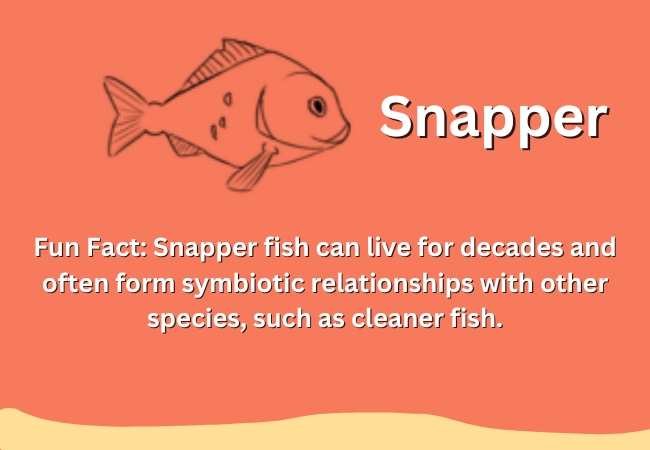 Snapper
Fun Fact: Snapper fish can live for decades and
often form symbiotic relationships with other
species, such as cleaner fish.